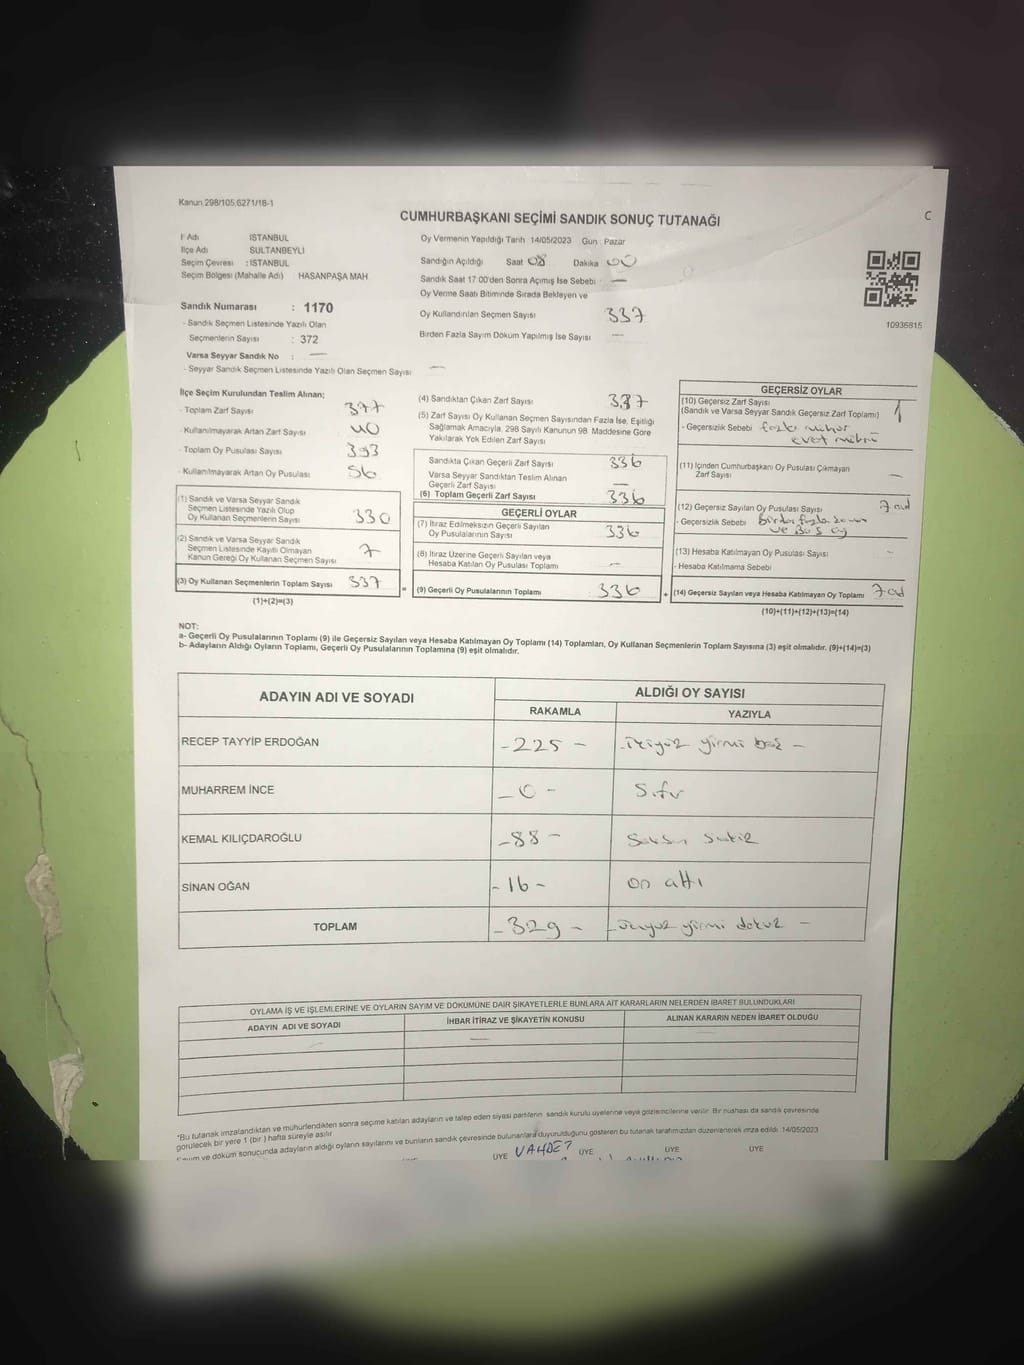 Kanun 298/105,6271/18-1
CUMHURBAŞKANI SEÇİMİ SANDIK SONUÇ TUTANAĞI
C
İl Adı İSTANBUL
İlçe Adı SULTANBEYLİ
Seçim Çevresi : İSTANBUL
Seçim Bölgesi (Mahalle Adı) HASANPAŞA MAH
Sandık Numarası : 1170
- Sandık Seçmen Listesinde Yazılı Olan
Seçmenlerin Sayısı : 372
Varsa Seyyar Sandık No : —
- Seyyar Sandık Seçmen Listesinde Yazılı Olan Seçmen Sayısı —
Oy Vermenin Yapıldığı Tarih 14/05/2023 Gün Pazar
Sandığın Açıldığı Saat 08 Dakika 00
Sandık Saat 17 00'den Sonra Açılmış İse Sebebi —
Oy Verme Saati Bitiminde Sırada Bekleyen ve
Oy Kullandırılan Seçmen Sayısı 337
Birden Fazla Sayım Döküm Yapılmış İse Sayısı —
10935815
İlçe Seçim Kurulundan Teslim Alınan;
- Toplam Zarf Sayısı 377
- Kullanılmayarak Artan Zarf Sayısı 40
- Toplam Oy Pusulası Sayısı 393
- Kullanılmayarak Artan Oy Pusulası 56
(1) Sandık ve Varsa Seyyar Sandık
Seçmen Listesinde Yazılı Olup
Oy Kullanan Seçmenlerin Sayısı 330
(2) Sandık ve Varsa Seyyar Sandık
Seçmen Listesinde Kayıtlı Olmayan
Kanun Gereği Oy Kullanan Seçmen Sayısı 7
(3) Oy Kullanan Seçmenlerin Toplam Sayısı 337
(1)+(2)=(3)
(4) Sandıktan Çıkan Zarf Sayısı 337
(5) Zarf Sayısı Oy Kullanan Seçmen Sayısından Fazla İse, Eşitliği
Sağlamak Amacıyla, 298 Sayılı Kanunun 98. Maddesine Göre
Yakılarak Yok Edilen Zarf Sayısı
Sandıkta Çıkan Geçerli Zarf Sayısı 336
Varsa Seyyar Sandıktan Teslim Alınan
Geçerli Zarf Sayısı —
(6) Toplam Geçerli Zarf Sayısı 336
GEÇERLİ OYLAR
(7) İtiraz Edilmeksizin Geçerli Sayılan
Oy Pusulalarının Sayısı 336
(8) İtiraz Üzerine Geçerli Sayılan veya
Hesaba Katılan Oy Pusulası Toplamı —
= (9) Geçerli Oy Pusulalarının Toplamı 336 +
GEÇERSİZ OYLAR
(10) Geçersiz Zarf Sayısı
(Sandık ve Varsa Seyyar Sandık Geçersiz Zarf Toplamı) 1
- Geçersizlik Sebebi fazla mühür
evet mührü
(11) İçinden Cumhurbaşkanı Oy Pusulası Çıkmayan
Zarf Sayısı —
(12) Geçersiz Sayılan Oy Pusulası Sayısı 7 ad
- Geçersizlik Sebebi Birden fazla
ve Boş oy
(13) Hesaba Katılmayan Oy Pusulası Sayısı -
- Hesaba Katılmama Sebebi
(14) Geçersiz Sayılan veya Hesaba Katılmayan Oy Toplamı 7 ad
(10)+(11)+(12)+(13)=(14)
NOT:
a- Geçerli Oy Pusulalarının Toplamı (9) ile Geçersiz Sayılan veya Hesaba Katılmayan Oy Toplamı (14) Toplamları, Oy Kullanan Seçmenlerin Toplam Sayısına (3) eşit olmalıdır. (9)+(14)=(3)
b- Adayların Aldığı Oyların Toplamı, Geçerli Oy Pusulalarının Toplamına (9) eşit olmalıdır.
ADAYIN ADI VE SOYADI ALDIĞI OY SAYISI
RAKAMLA YAZIYLA
RECEP TAYYİP ERDOĞAN - 225 - ikiyüz yirmi beş -
MUHARREM İNCE - 0 - Sıfır
KEMAL KILIÇDAROĞLU - 88 - Seksen sekiz
SİNAN OĞAN - 16 - on altı
TOPLAM - 329 - üçyüz yirmi dokuz -
OYLAMA İŞ VE İŞLEMLERİNE VE OYLARIN SAYIM VE DÖKÜMÜNE DAİR ŞİKAYETLERLE BUNLARA AİT KARARLARIN NELERDEN İBARET BULUNDUKLARI
ADAYIN ADI VE SOYADI İHBAR İTİRAZ VE ŞİKAYETİN KONUSU ALINAN KARARIN NEDEN İBARET OLDUĞU
*Bu tutanak imzalandıktan ve mühürlendikten sonra seçime katılan adayların ve talep eden siyasi partilerin sandık kurulu üyelerine veya gözlemcilerine verilir. Bir nüshası da sandık çevresinde
görülecek bir yere 1 (bir) hafta süreyle asılır
Sayım ve döküm sonucunda adayların aldığı oyların sayılarını ve bunların sandık çevresinde bulunanlara duyurulduğunu gösteren bu tutanak tarafımızdan düzenlenerek imza edildi. 14/05/2023
ÜYE ÜYE ÜYE ÜYE